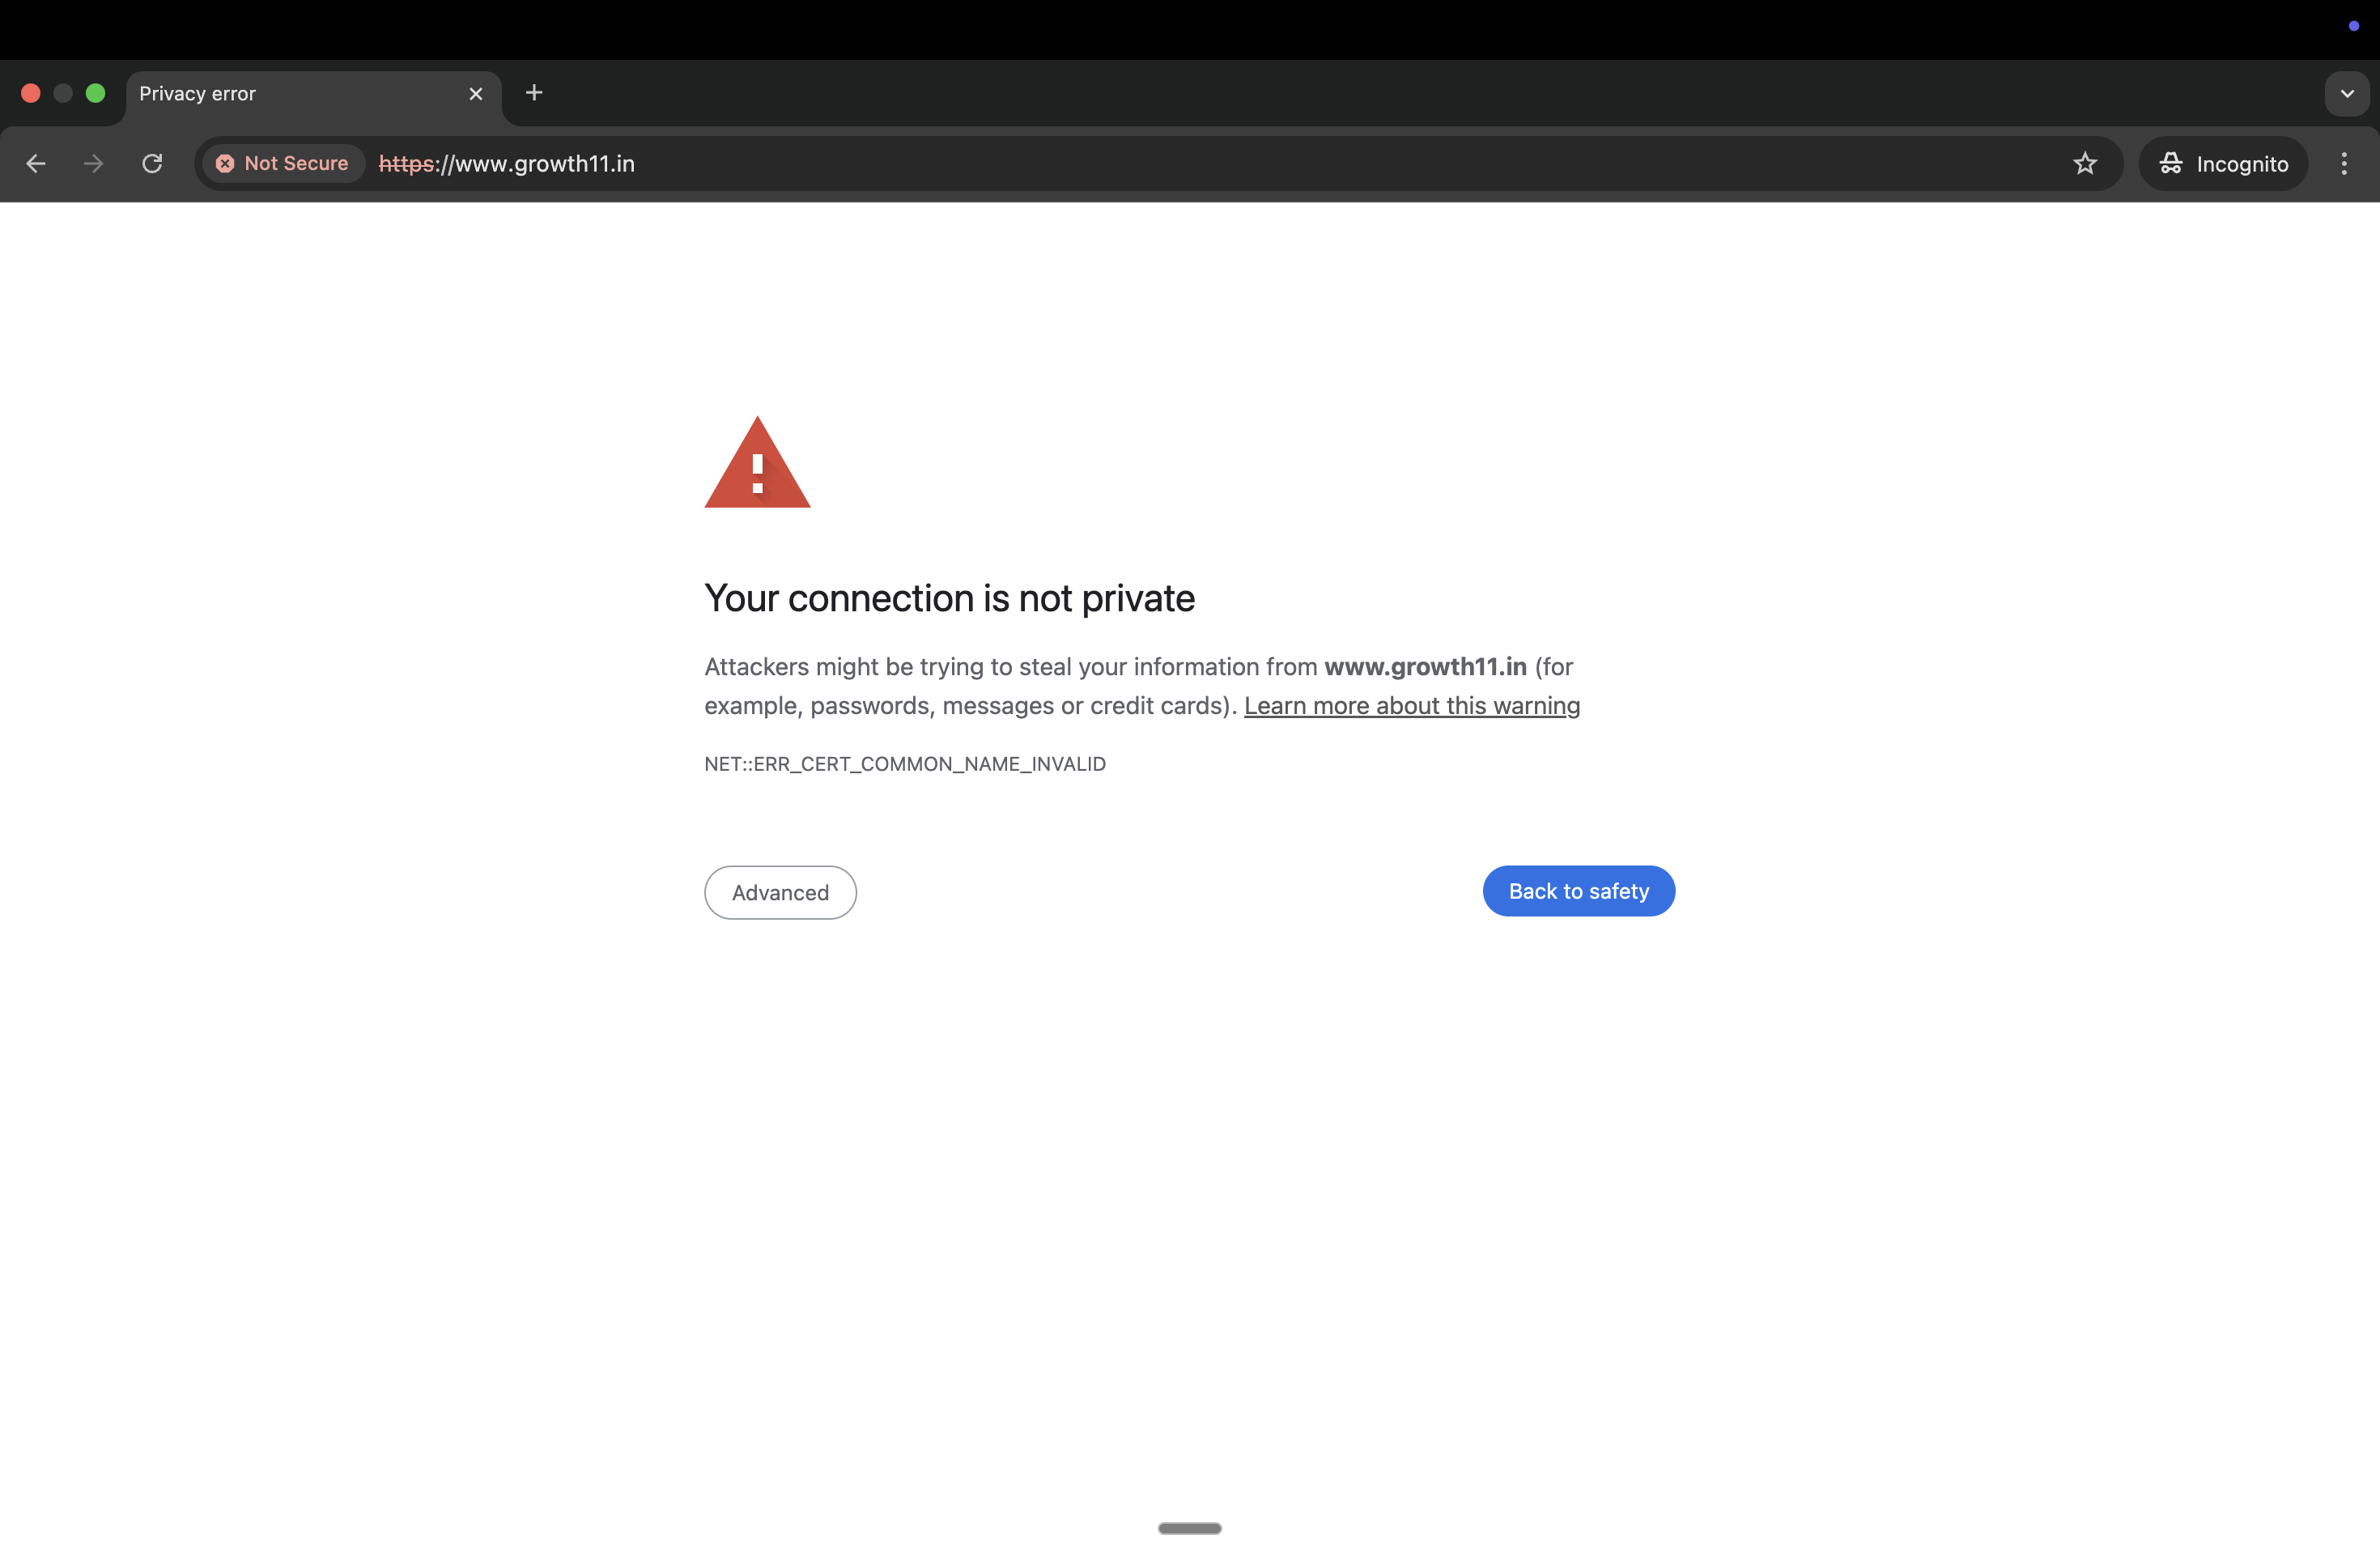 Privacy error
Not Secure https://www.growth11.in Incognito
Your connection is not private
Attackers might be trying to steal your information from www.growth11.in (for
example, passwords, messages or credit cards). Learn more about this warning
NET::ERR_CERT_COMMON_NAME_INVALID
Advanced Back to safety